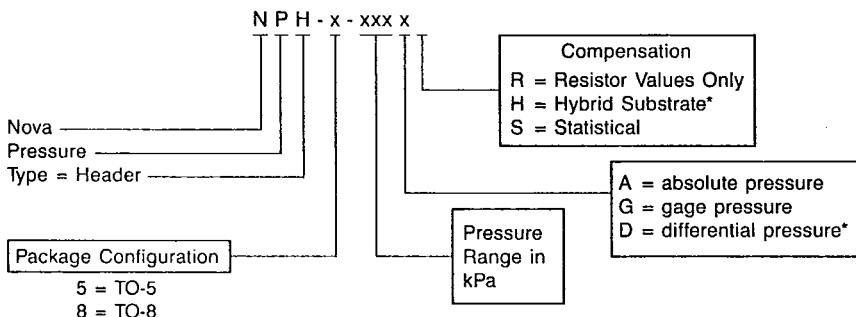 N P H - x - xxx x
Compensation
R = Resistor Values Only
H = Hybrid Substrate*
S = Statistical
Nova
Pressure
Type = Header
A = absolute pressure
G = gage pressure
D = differential pressure*
Pressure
Range in
kPa
Package Configuration
5 = TO-5
8 = TO-8